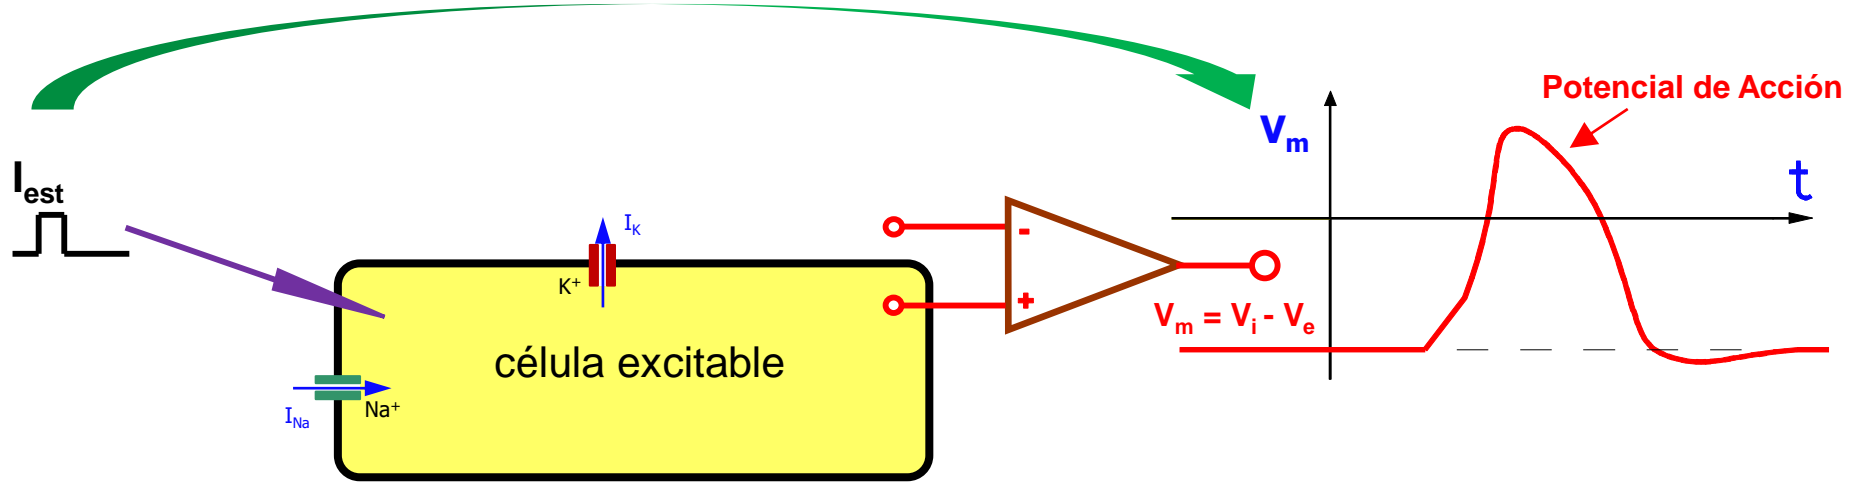 Potencial de Acción
Vm
t
Iest
IK
K+
-
+
Vm = Vi - Ve
célula excitable
Na+
INa